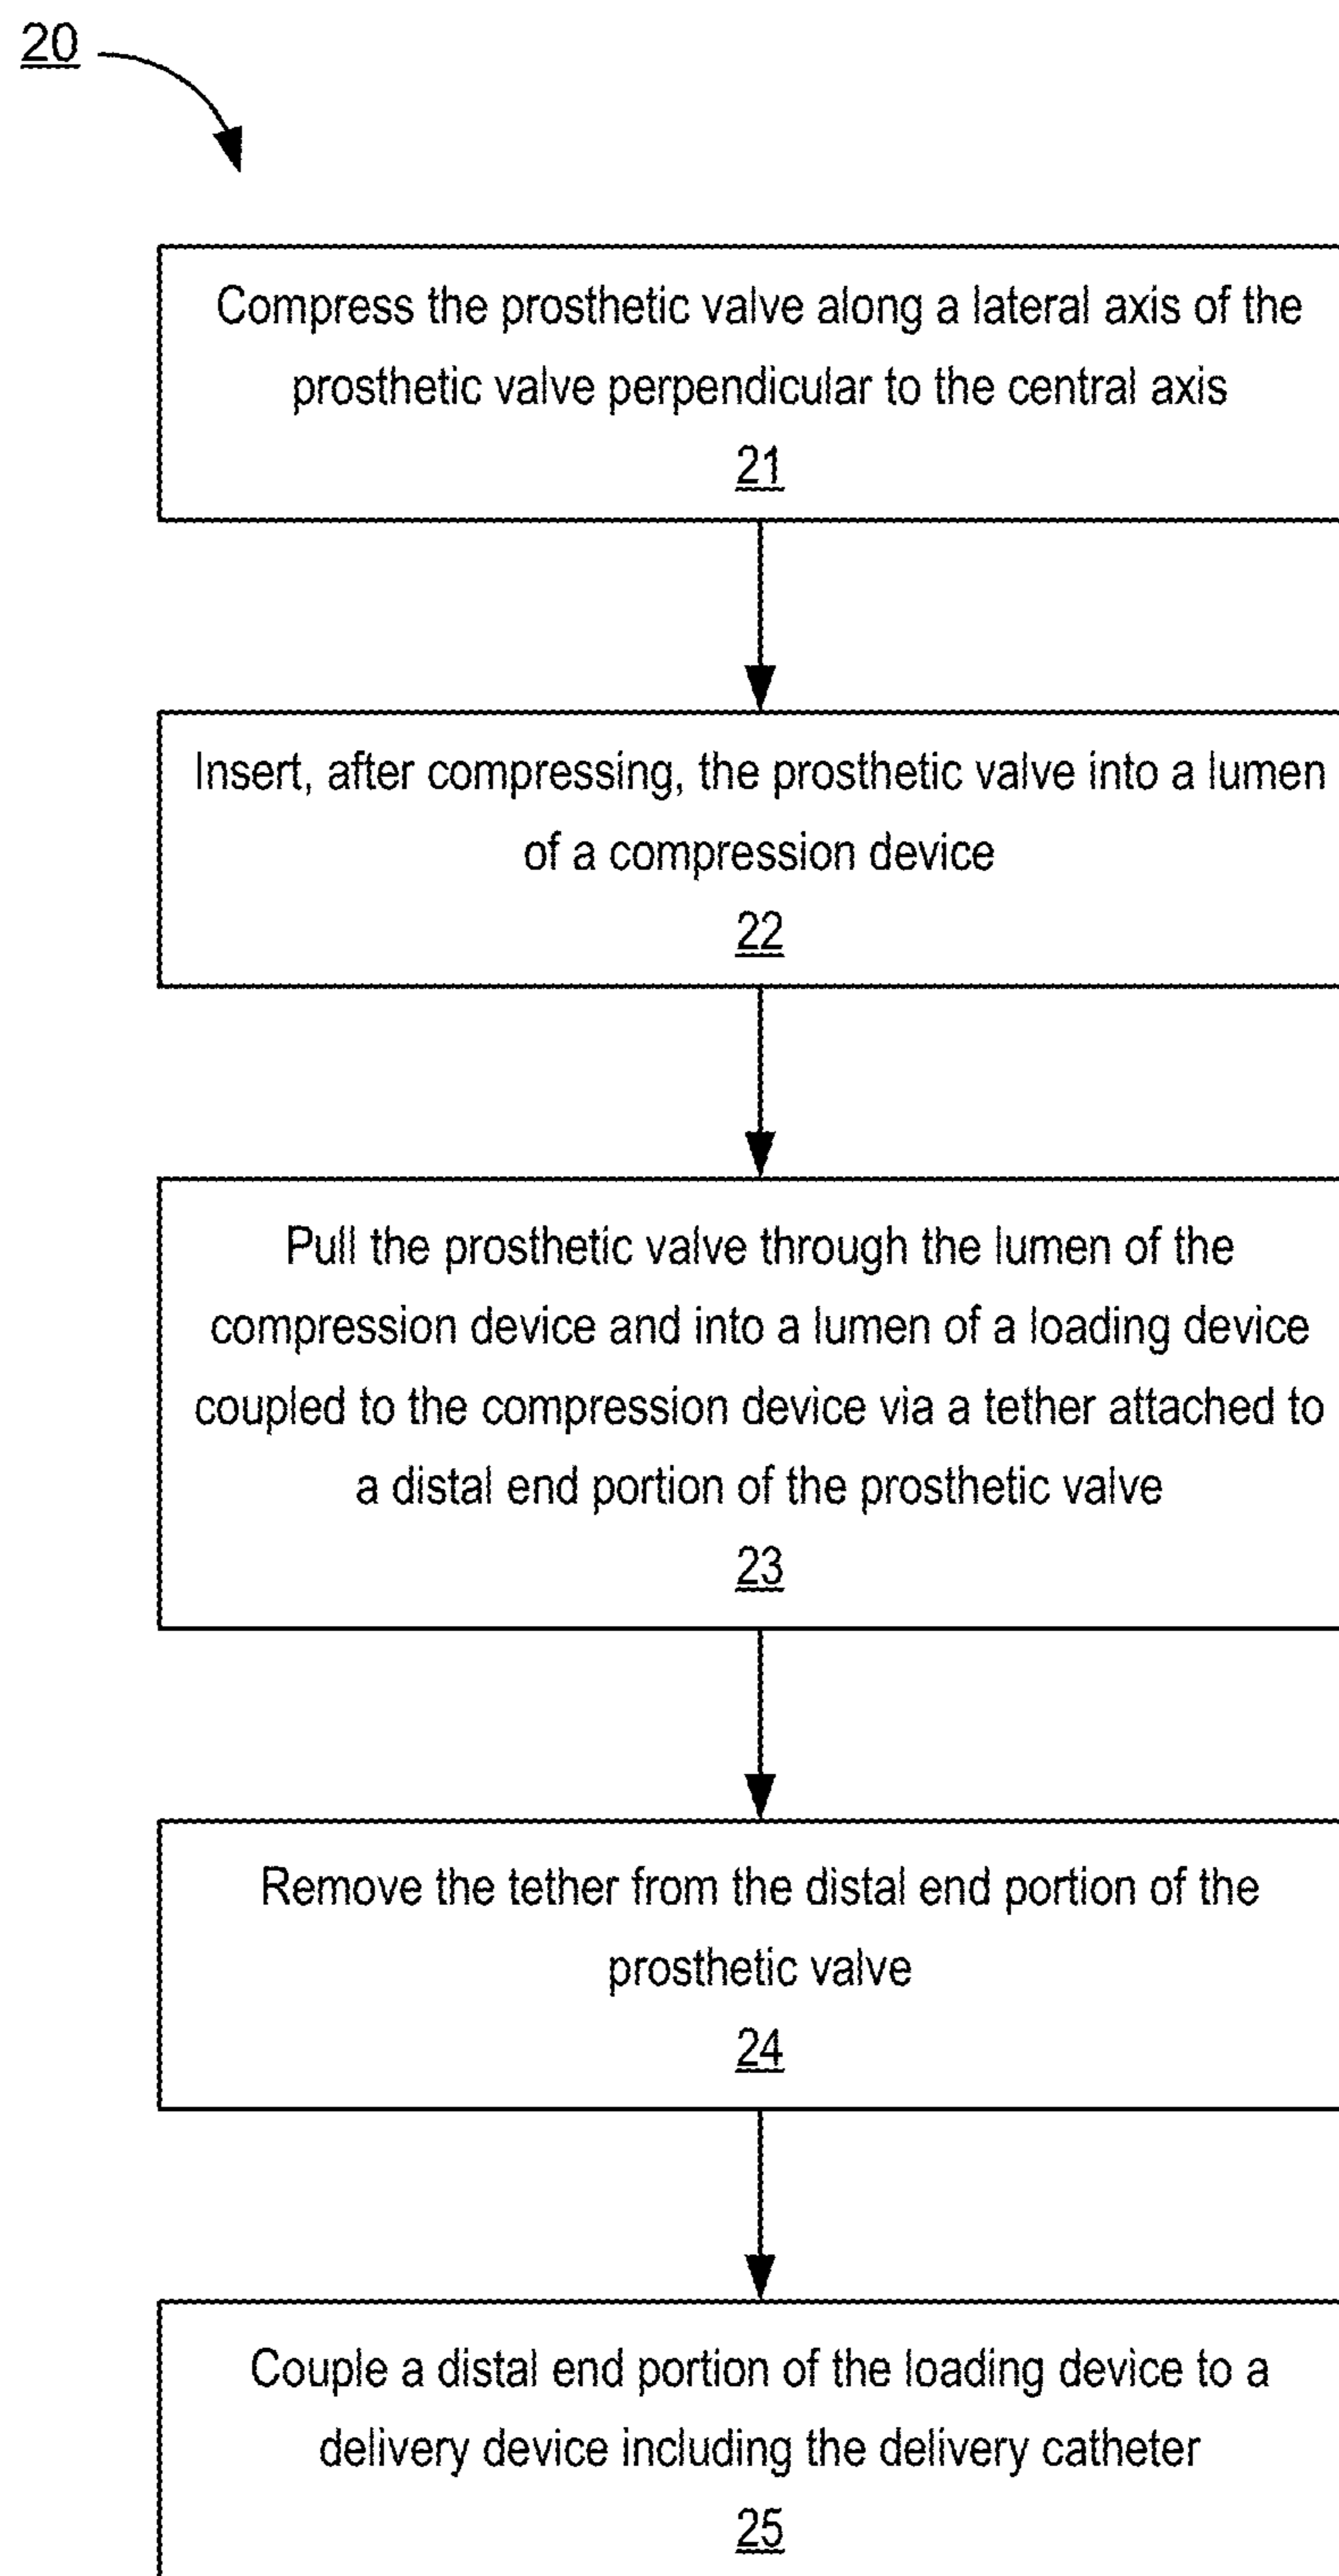 20
Compress the prosthetic valve along a lateral axis of the
prosthetic valve perpendicular to the central axis
21
Insert, after compressing, the prosthetic valve into a lumen
of a compression device
22
Pull the prosthetic valve through the lumen of the
compression device and into a lumen of a loading device
coupled to the compression device via a tether attached to
a distal end portion of the prosthetic valve
23
Remove the tether from the distal end portion of the
prosthetic valve
24
Couple a distal end portion of the loading device to a
delivery device including the delivery catheter
25